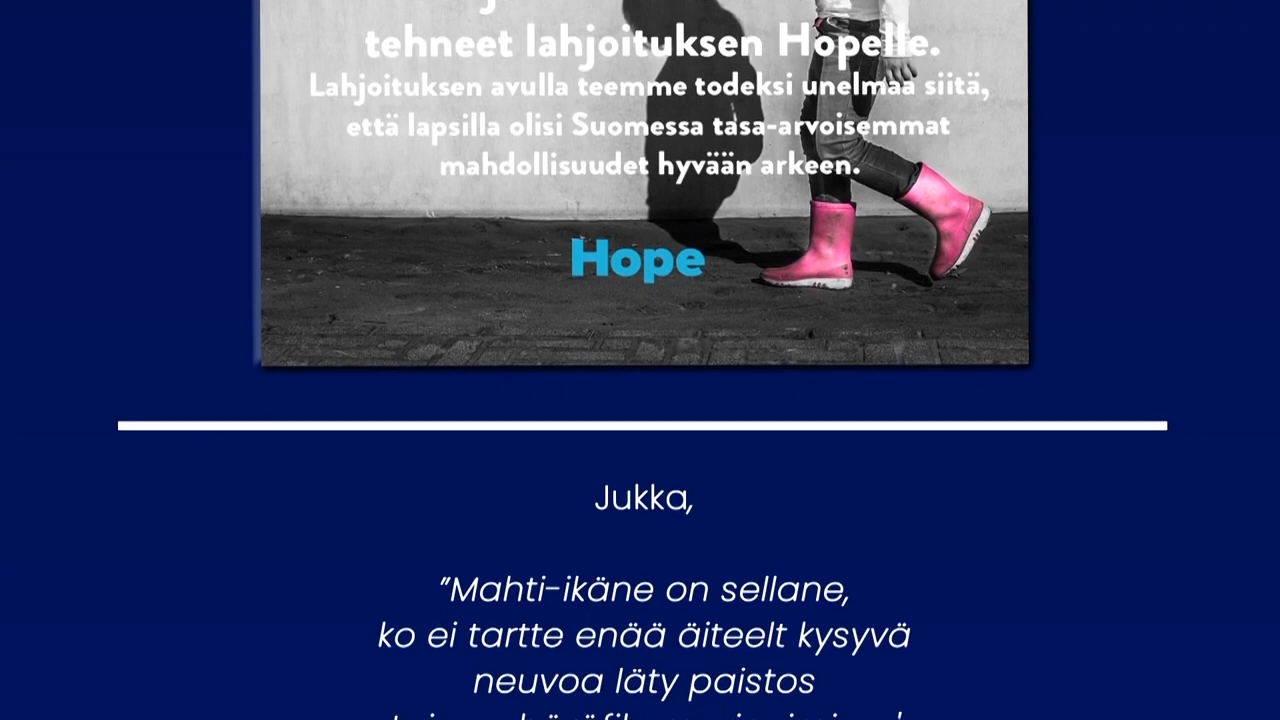 tehneet lahjoituksen Hopelle.
Lahjoituksen avulla teemme todeksi unelmaa siitä,
että lapsilla olisi Suomessa tasa-arvoisemmat
mahdollisuudet hyvään arkeen.
Hope
Jukka,
"Mahti-ikäne on sellane,
ko ei tartte enää äiteelt kysyvä
neuvoa läty paistos